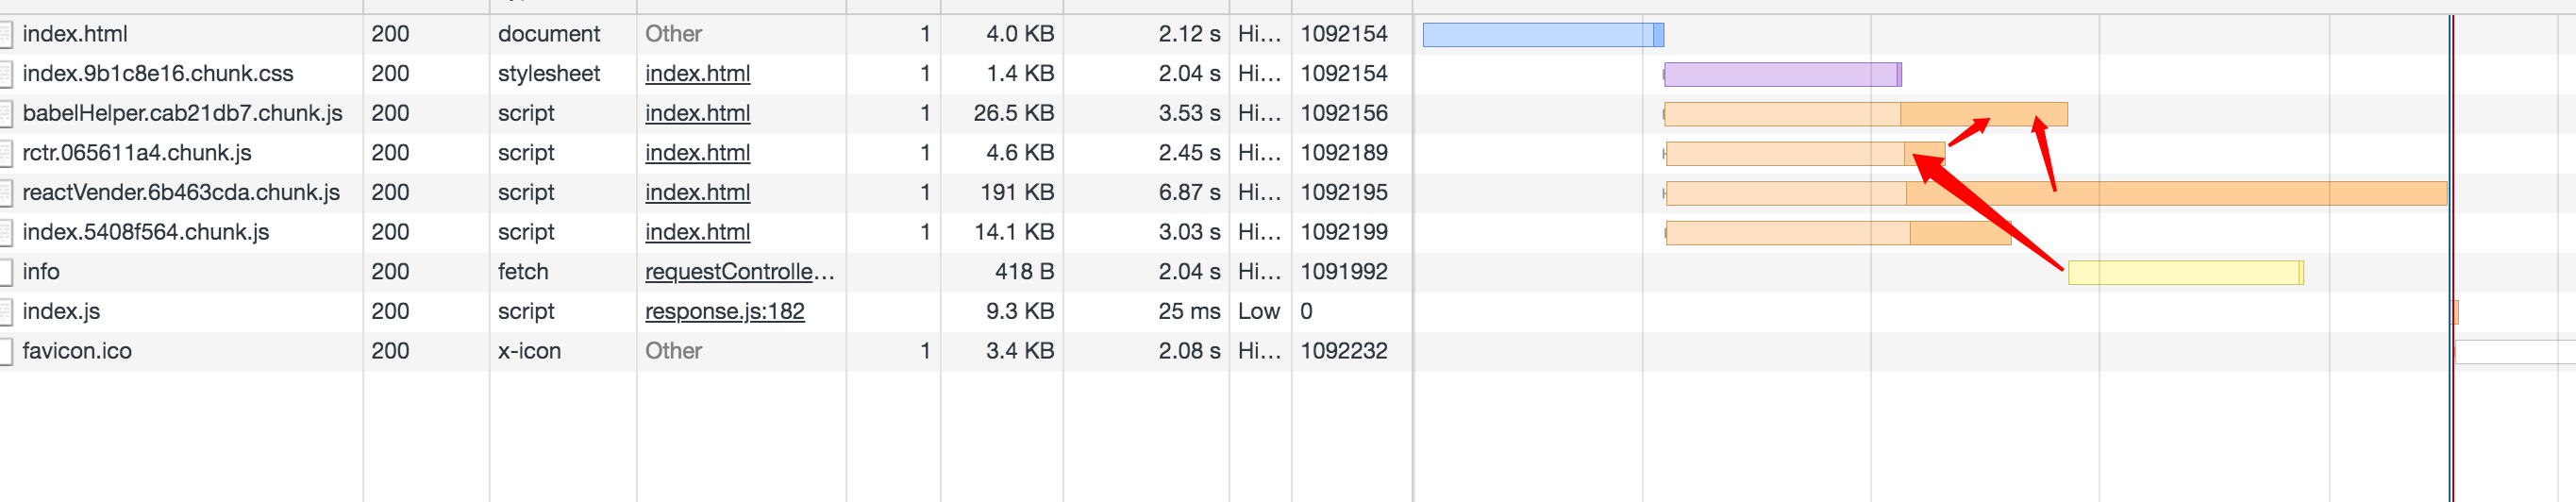 index.html 200 document Other 1 4.0 KB 2.12 s Hi... 1092154
index.9b1c8e16.chunk.css 200 stylesheet index.html 1 1.4 KB 2.04 s Hi... 1092154
babelHelper.cab21db7.chunk.js 200 script index.html 1 26.5 KB 3.53 s Hi... 1092156
rctr.065611a4.chunk.js 200 script index.html 1 4.6 KB 2.45 s Hi... 1092189
reactVender.6b463cda.chunk.js 200 script index.html 1 191 KB 6.87 s Hi... 1092195
index.5408f564.chunk.js 200 script index.html 1 14.1 KB 3.03 s Hi... 1092199
info 200 fetch requestControlle... 418 B 2.04 s Hi... 1091992
index.js 200 script response.js:182 9.3 KB 25 ms Low 0
favicon.ico 200 x-icon Other 1 3.4 KB 2.08 s Hi... 1092232